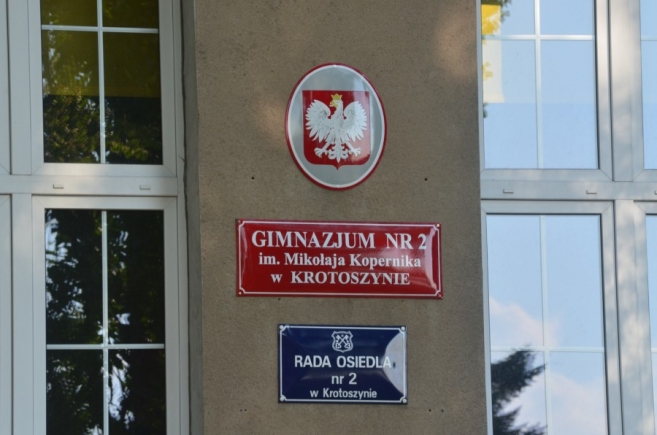 GIMNAZJUM NR 2
im. Mikołaja Kopernika
w KROTOSZYNIE
RADA OSIEDLA
nr 2
w Krotoszynie